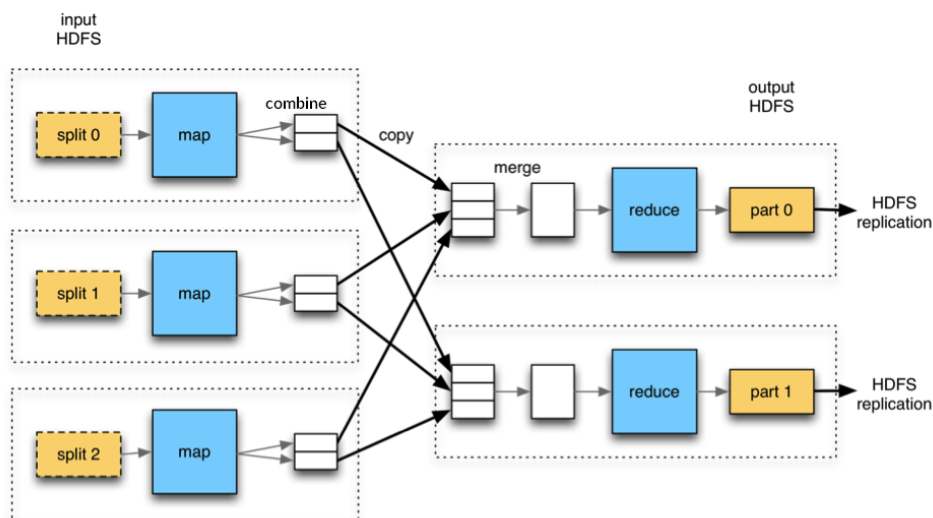 input
HDFS
combine
split 0
map
copy
output
HDFS
merge
reduce
part 0
HDFS
replication
split 1
map
split 2
map
reduce
part 1
HDFS
replication